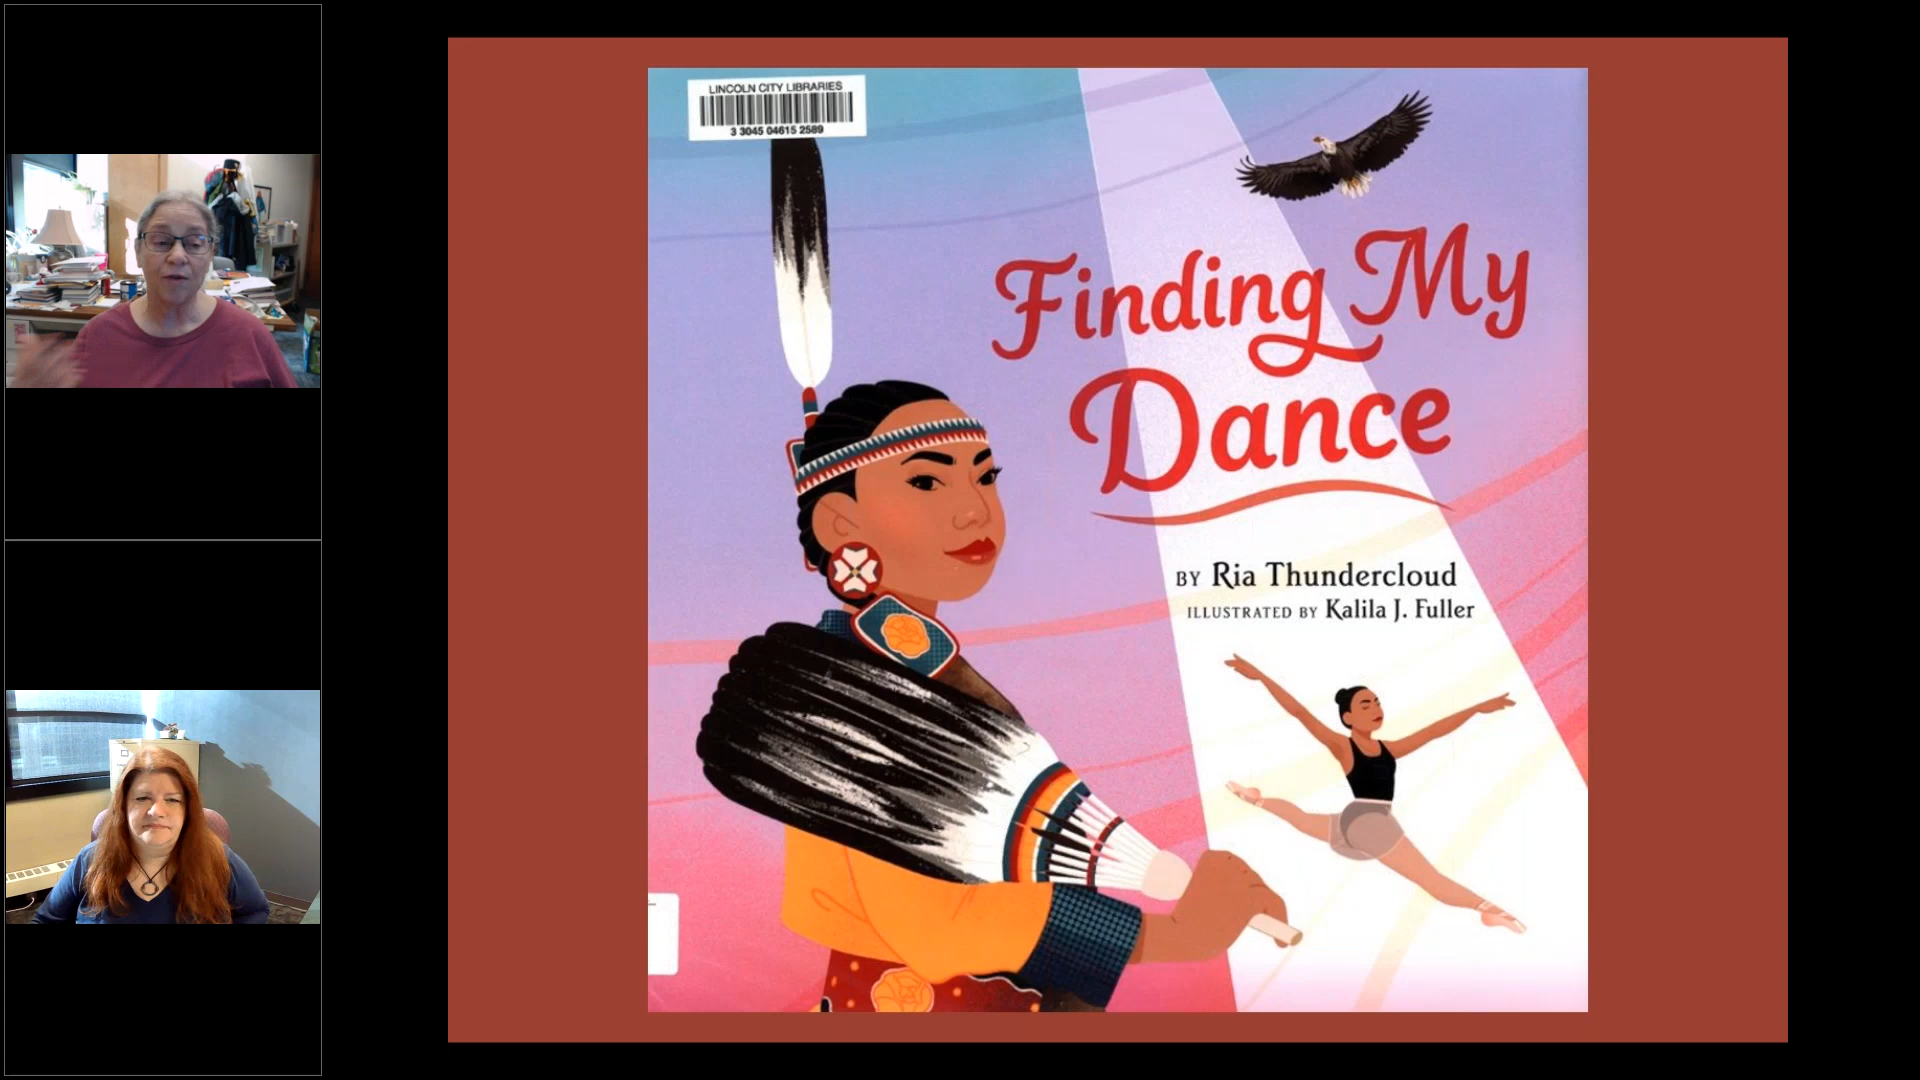 LINCOLN CITY LIBRARIES
3 3045 04615 2589
Finding My
Dance
BY Ria Thundercloud
ILLUSTRATED BY Kalila J. Fuller